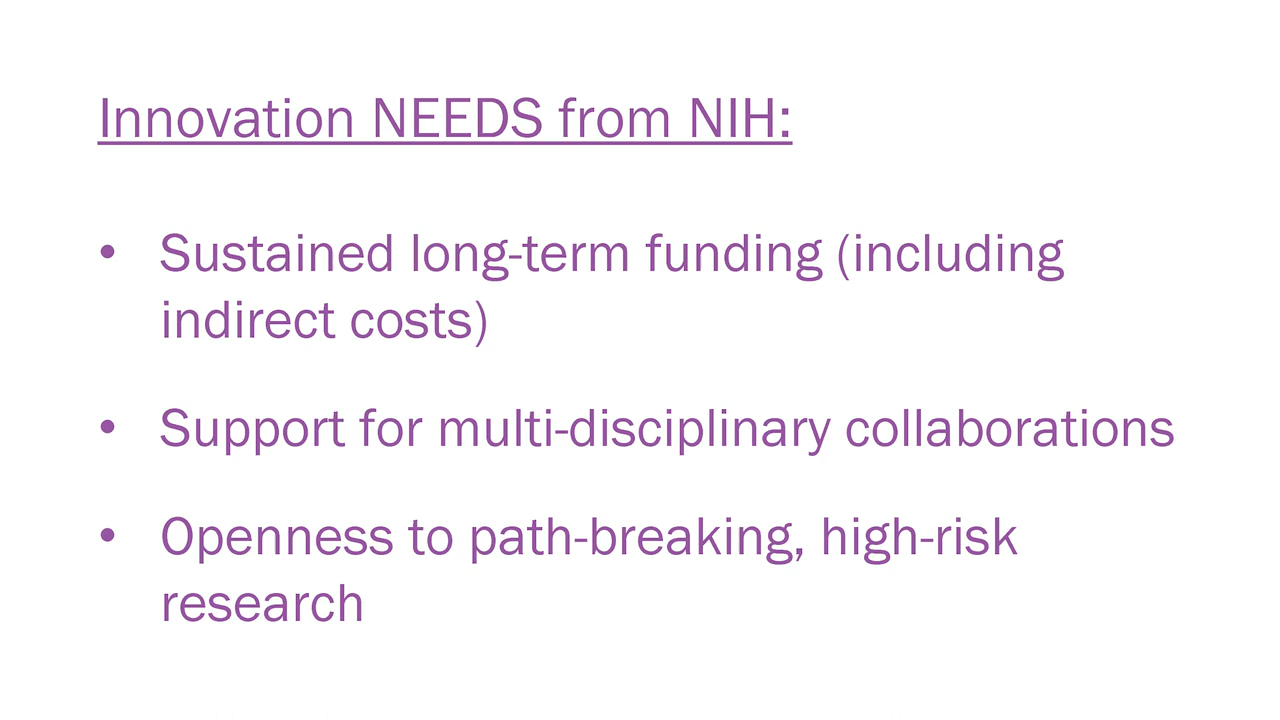 Innovation NEEDS from NIH:
• Sustained long-term funding (including
indirect costs)
• Support for multi-disciplinary collaborations
• Openness to path-breaking, high-risk
research